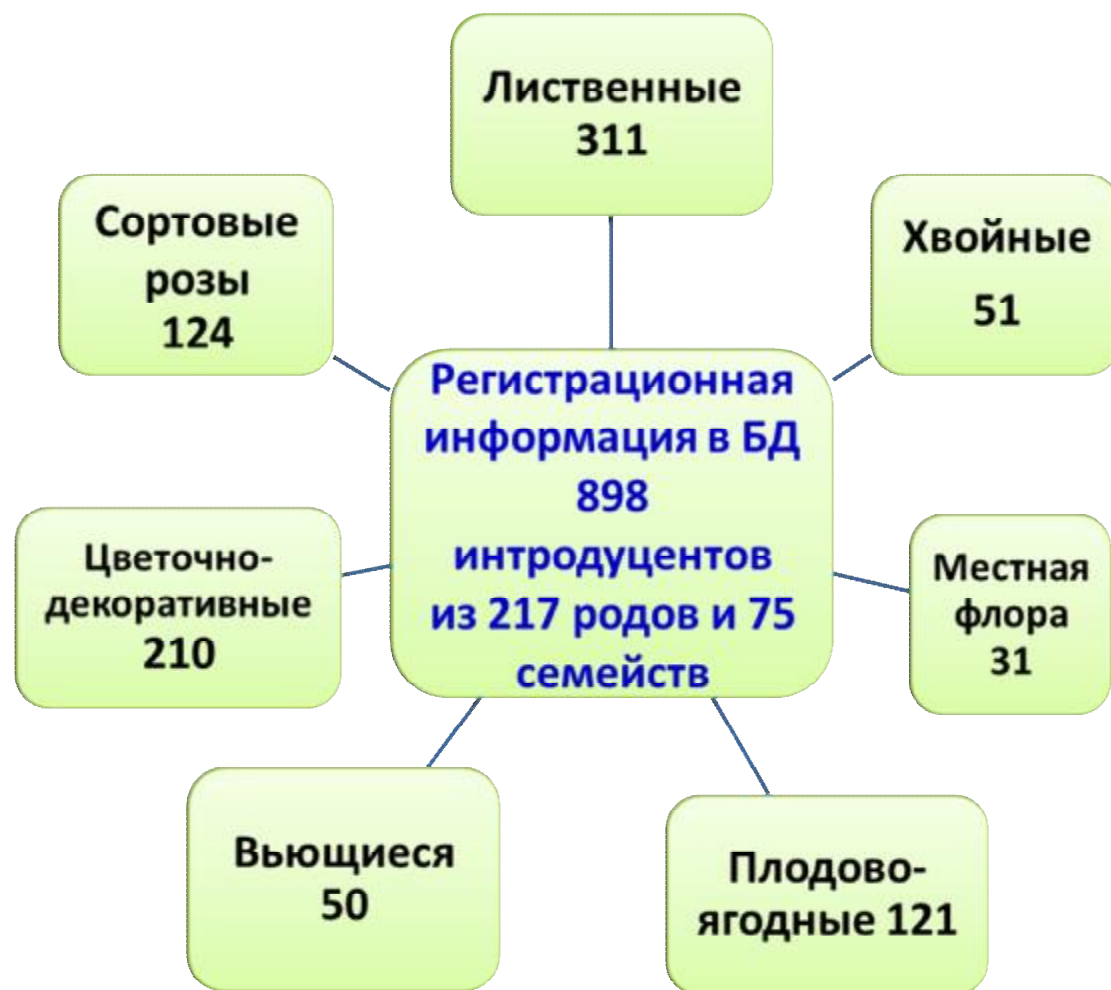 Лиственные
311
Сортовые
розы
124
Хвойные
51
Регистрационная
информация в БД
898
интродуцентов
из 217 родов и 75
семейств
Цветочно-
декоративные
210
Местная
флора
31
Вьющиеся
50
Плодово-
ягодные 121